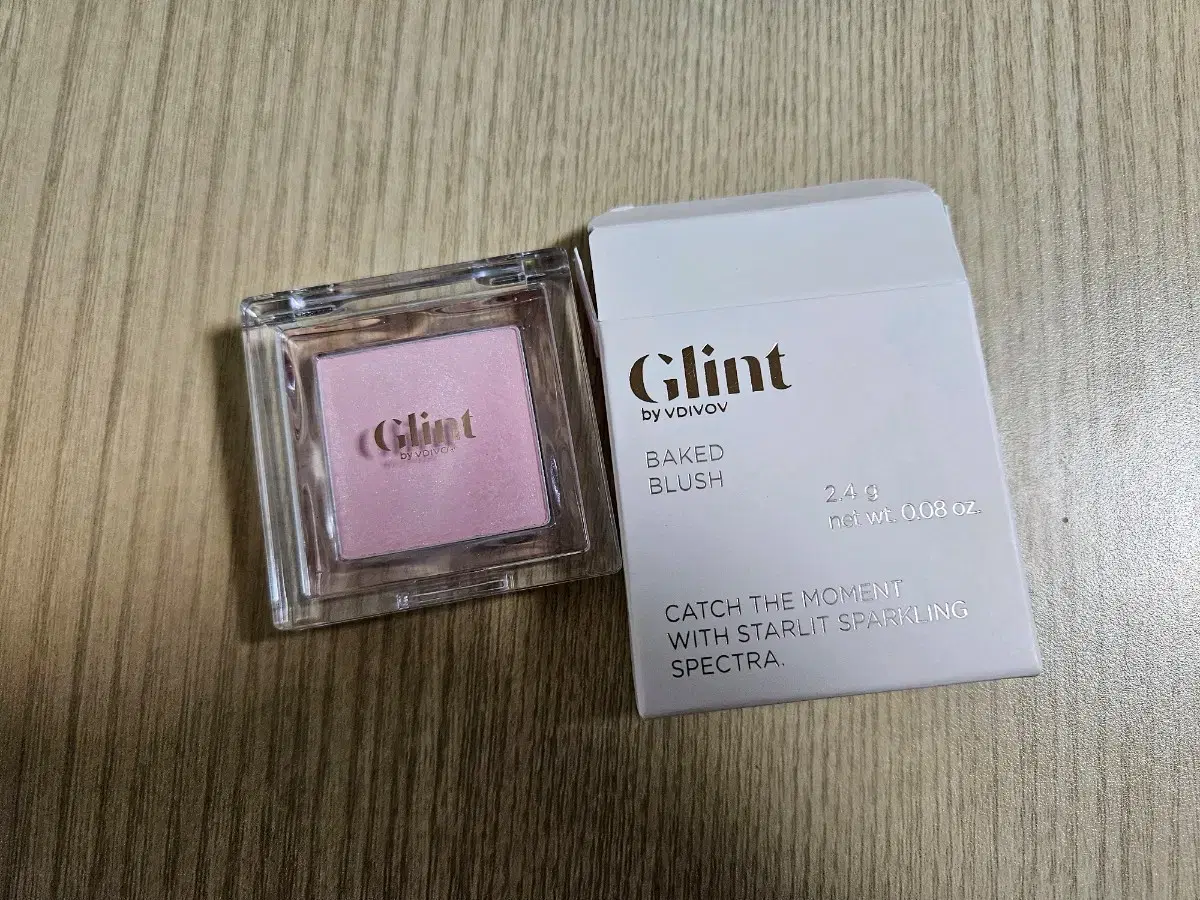 Glint
by VDIVOV
Glint
by VDIVOV
BAKED
BLUSH
2.4 g
net wt. 0.08 oz.
CATCH THE MOMENT
WITH STARLIT SPARKLING
SPECTRA.